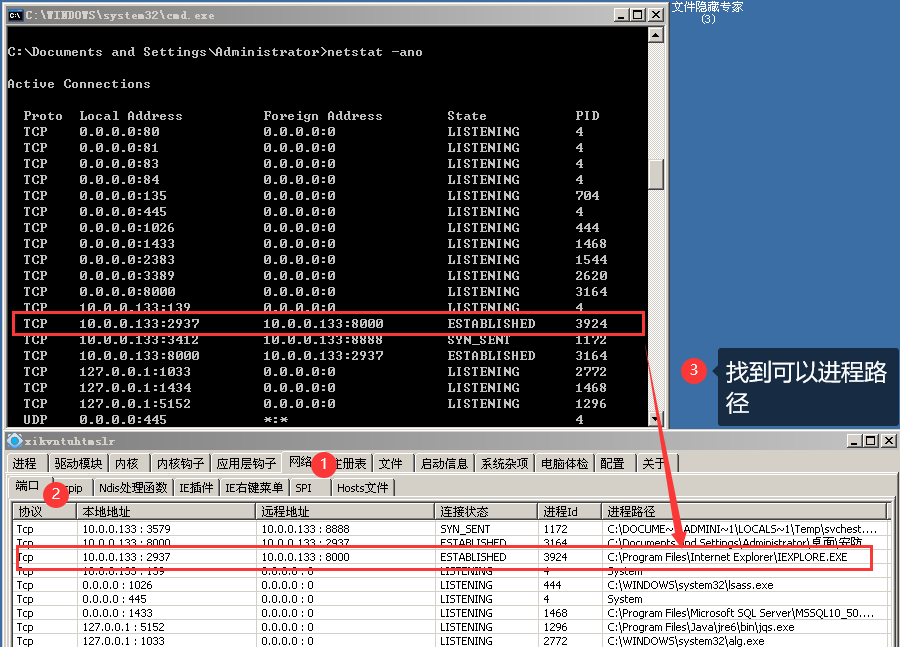 C:\WINDOWS\system32\cmd.exe
文件隐藏专家
(3)
C:\Documents and Settings\Administrator>netstat -ano
Active Connections
Proto Local Address Foreign Address State PID
TCP 0.0.0.0:80 0.0.0.0:0 LISTENING 4
TCP 0.0.0.0:81 0.0.0.0:0 LISTENING 4
TCP 0.0.0.0:83 0.0.0.0:0 LISTENING 4
TCP 0.0.0.0:84 0.0.0.0:0 LISTENING 4
TCP 0.0.0.0:135 0.0.0.0:0 LISTENING 704
TCP 0.0.0.0:445 0.0.0.0:0 LISTENING 4
TCP 0.0.0.0:1026 0.0.0.0:0 LISTENING 444
TCP 0.0.0.0:1433 0.0.0.0:0 LISTENING 1468
TCP 0.0.0.0:2383 0.0.0.0:0 LISTENING 1544
TCP 0.0.0.0:3389 0.0.0.0:0 LISTENING 2620
TCP 0.0.0.0:8000 0.0.0.0:0 LISTENING 3164
TCP 10.0.0.133:139 0.0.0.0:0 LISTENING 4
TCP 10.0.0.133:2937 10.0.0.133:8000 ESTABLISHED 3924
TCP 10.0.0.133:3412 10.0.0.133:8888 SYN_SENT 1172
TCP 10.0.0.133:8000 10.0.0.133:2937 ESTABLISHED 3164
TCP 127.0.0.1:1033 0.0.0.0:0 LISTENING 2772
TCP 127.0.0.1:1434 0.0.0.0:0 LISTENING 1468
TCP 127.0.0.1:5152 0.0.0.0:0 LISTENING 1296
UDP 0.0.0.0:445 *:* 4
3
找到可以进程路
径
xikvntuhtmslr
进程 驱动模块 内核 内核钩子 应用层钩子 网络 1 注册表 文件 启动信息 系统杂项 电脑体检 配置 关于
端口 2 Tcpip Ndis处理函数 IE插件 IE右键菜单 SPI Hosts文件
协议 本地地址 远程地址 连接状态 进程Id 进程路径
Tcp 10.0.0.133 : 3579 10.0.0.133 : 8888 SYN_SENT 1172 C:\DOCUME~1\ADMINI~1\LOCALS~1\Temp\svchest....
Tcp 10.0.0.133 : 8000 10.0.0.133 : 2937 ESTABLISHED 3164 C:\Documents and Settings\Administrator\桌面\安防...
Tcp 10.0.0.133 : 2937 10.0.0.133 : 8000 ESTABLISHED 3924 C:\Program Files\Internet Explorer\IEXPLORE.EXE
Tcp 10.0.0.133 : 139 0.0.0.0 : 0 LISTENING 4 System
Tcp 0.0.0.0 : 1026 0.0.0.0 : 0 LISTENING 444 C:\WINDOWS\system32\lsass.exe
Tcp 0.0.0.0 : 445 0.0.0.0 : 0 LISTENING 4 System
Tcp 0.0.0.0 : 1433 0.0.0.0 : 0 LISTENING 1468 C:\Program Files\Microsoft SQL Server\MSSQL10_50....
Tcp 127.0.0.1 : 5152 0.0.0.0 : 0 LISTENING 1296 C:\Program Files\Java\jre6\bin\jqs.exe
Tcp 127.0.0.1 : 1033 0.0.0.0 : 0 LISTENING 2772 C:\WINDOWS\system32\alg.exe